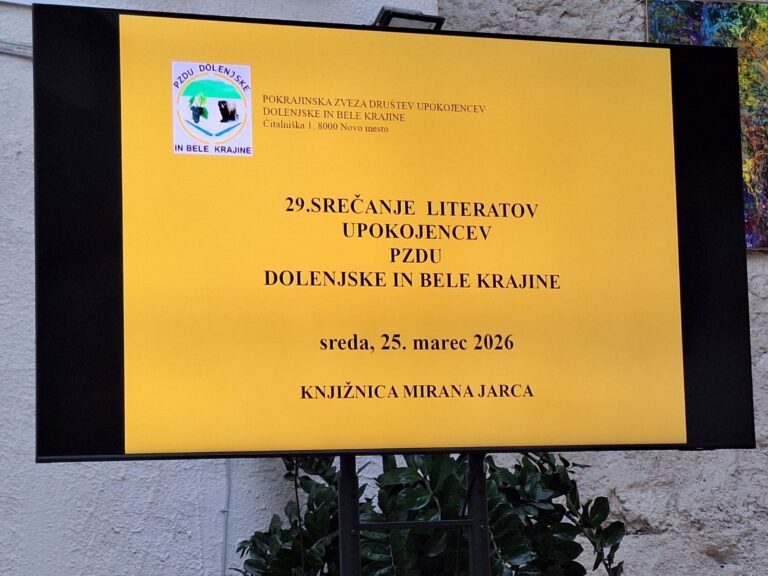 PZDU DOLENJSKE
IN BELE KRAJINE
POKRAJINSKA ZVEZA DRUŠTEV UPOKOJENCEV
DOLENJSKE IN BELE KRAJINE
Čitalniška 1. 8000 Novo mesto
29.SREČANJE LITERATOV
UPOKOJENCEV
PZDU
DOLENJSKE IN BELE KRAJINE
sreda, 25. marec 2026
KNJIŽNICA MIRANA JARCA